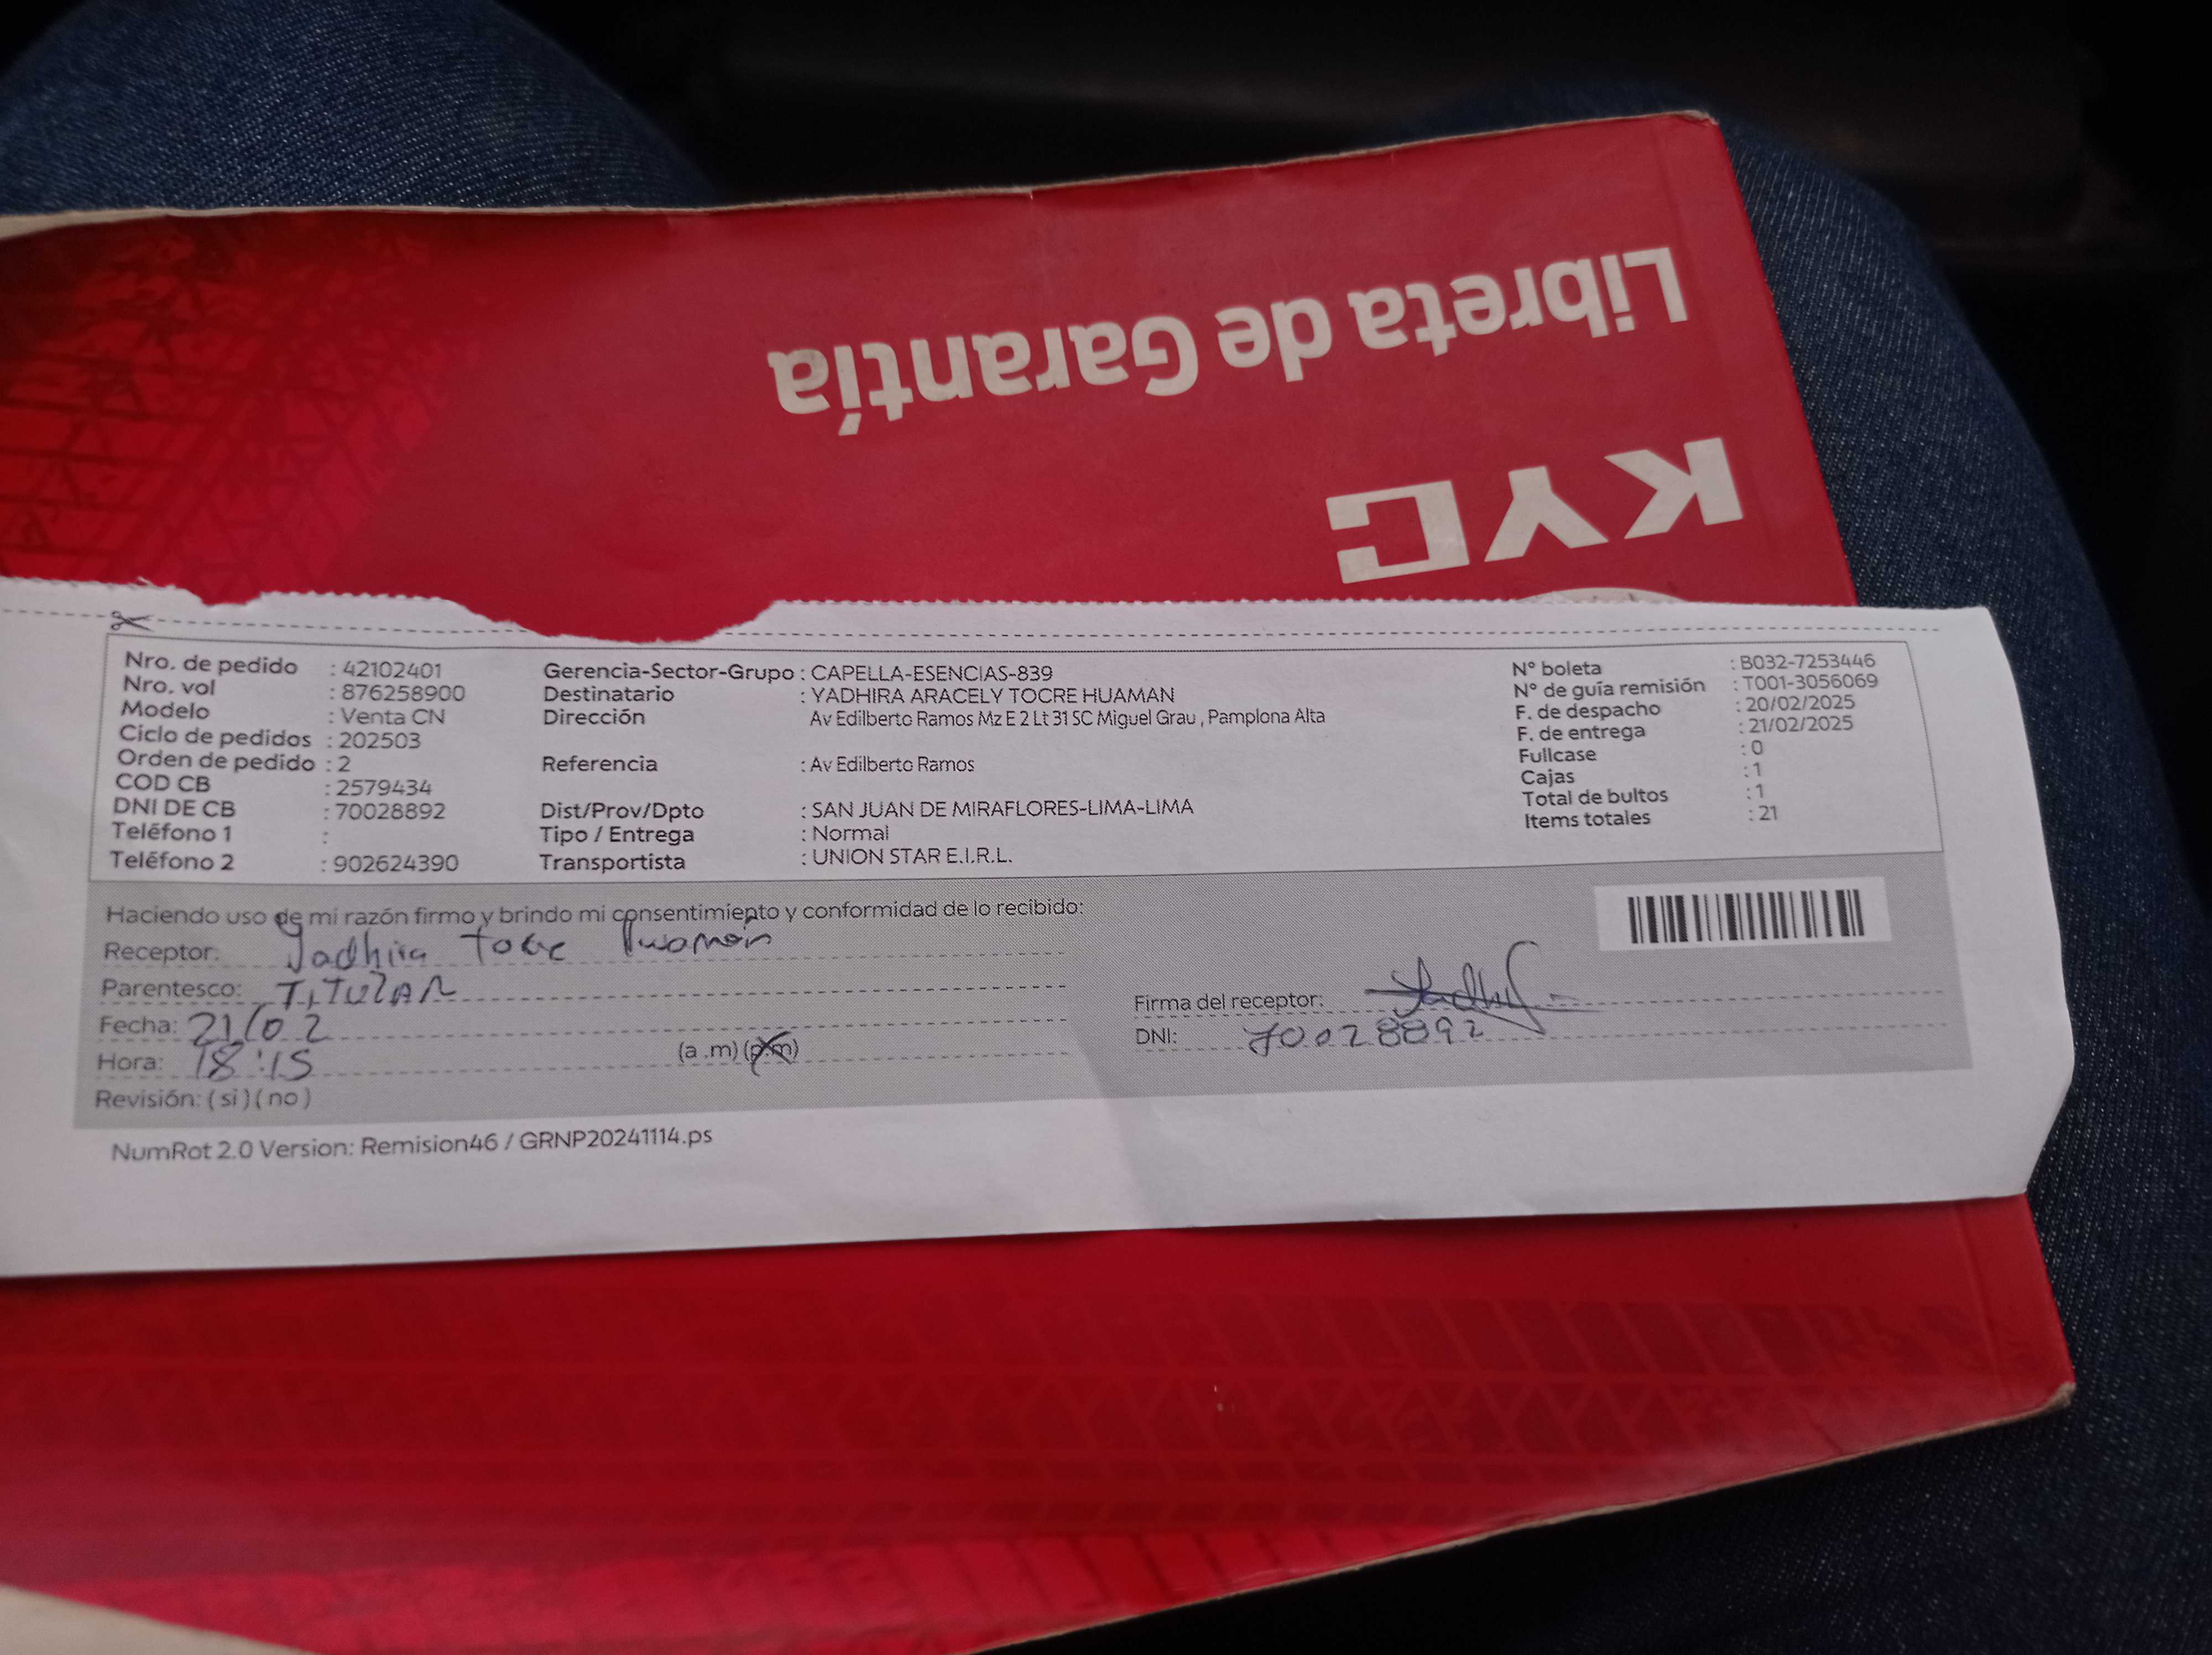 Libreta de Garantía
KYC
Nro. de pedido : 42102401
Nro. vol : 876258900
Modelo : Venta CN
Ciclo de pedidos : 202503
Orden de pedido : 2
COD CB : 2579434
DNI DE CB : 70028892
Teléfono 1 :
Teléfono 2 : 902624390
Gerencia-Sector-Grupo : CAPELLA-ESENCIAS-839
Destinatario : YADHIRA ARACELY TOCRE HUAMAN
Dirección Av Edilberto Ramos Mz E 2 Lt 31 SC Miguel Grau , Pamplona Alta
Referencia : Av Edilberto Ramos
Dist/Prov/Dpto : SAN JUAN DE MIRAFLORES-LIMA-LIMA
Tipo / Entrega : Normal
Transportista : UNION STAR E.I.R.L.
N° boleta : B032-7253446
N° de guía remisión : T001-3056069
F. de despacho : 20/02/2025
F. de entrega : 21/02/2025
Fullcase : 0
Cajas : 1
Total de bultos : 1
Items totales : 21
Haciendo uso de mi razón firmo y brindo mi consentimiento y conformidad de lo recibido:
Receptor: Yadhira Tocre Huamán
Parentesco: TITULAR
Fecha: 21/02
Hora: 18:15 (a .m) (p.m)
Revisión: ( si ) ( no )
Firma del receptor:
DNI: 70028892
NumRot 2.0 Version: Remision46 / GRNP20241114.ps